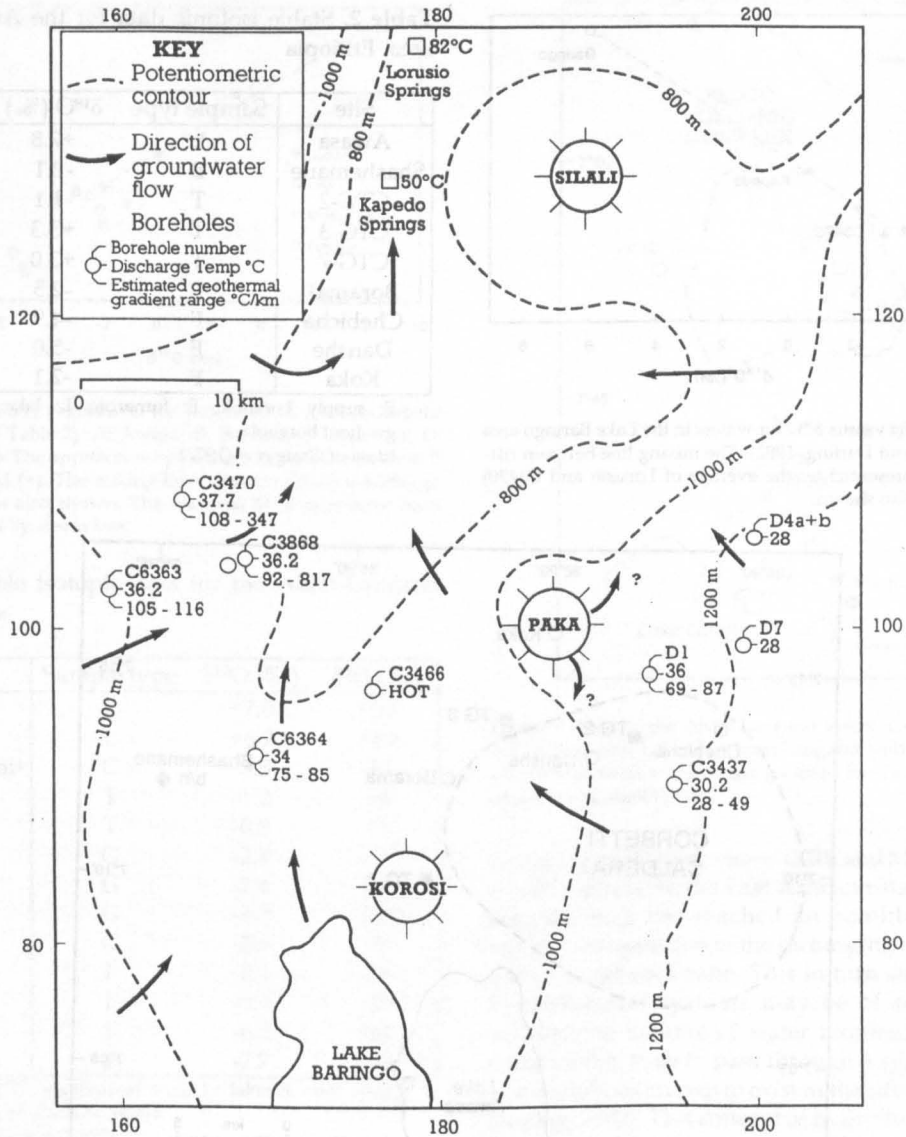 160
180
200
KEY
Potentiometric
contour
Direction of
groundwater
flow
Boreholes
Borehole number
Discharge Temp °C
Estimated geothermal
gradient range °C/km
1000 m
800 m
82°C
Lorusio
Springs
50°C
Kapedo
Springs
SILALI
800 m
120
120
0
10 km
C3470
37.7
108 - 347
C3868
36.2
92 - 817
C6363
36.2
105 - 116
800 m
1000 m
D4a+b
28
1200 m
100
100
PAKA
?
?
D7
28
D1
36
69 - 87
C3466
HOT
1000 m
C6364
34
75 - 85
C3437
30.2
28 - 49
KOROSI
80
80
1000 m
1200 m
LAKE
BARINGO
160
180
200